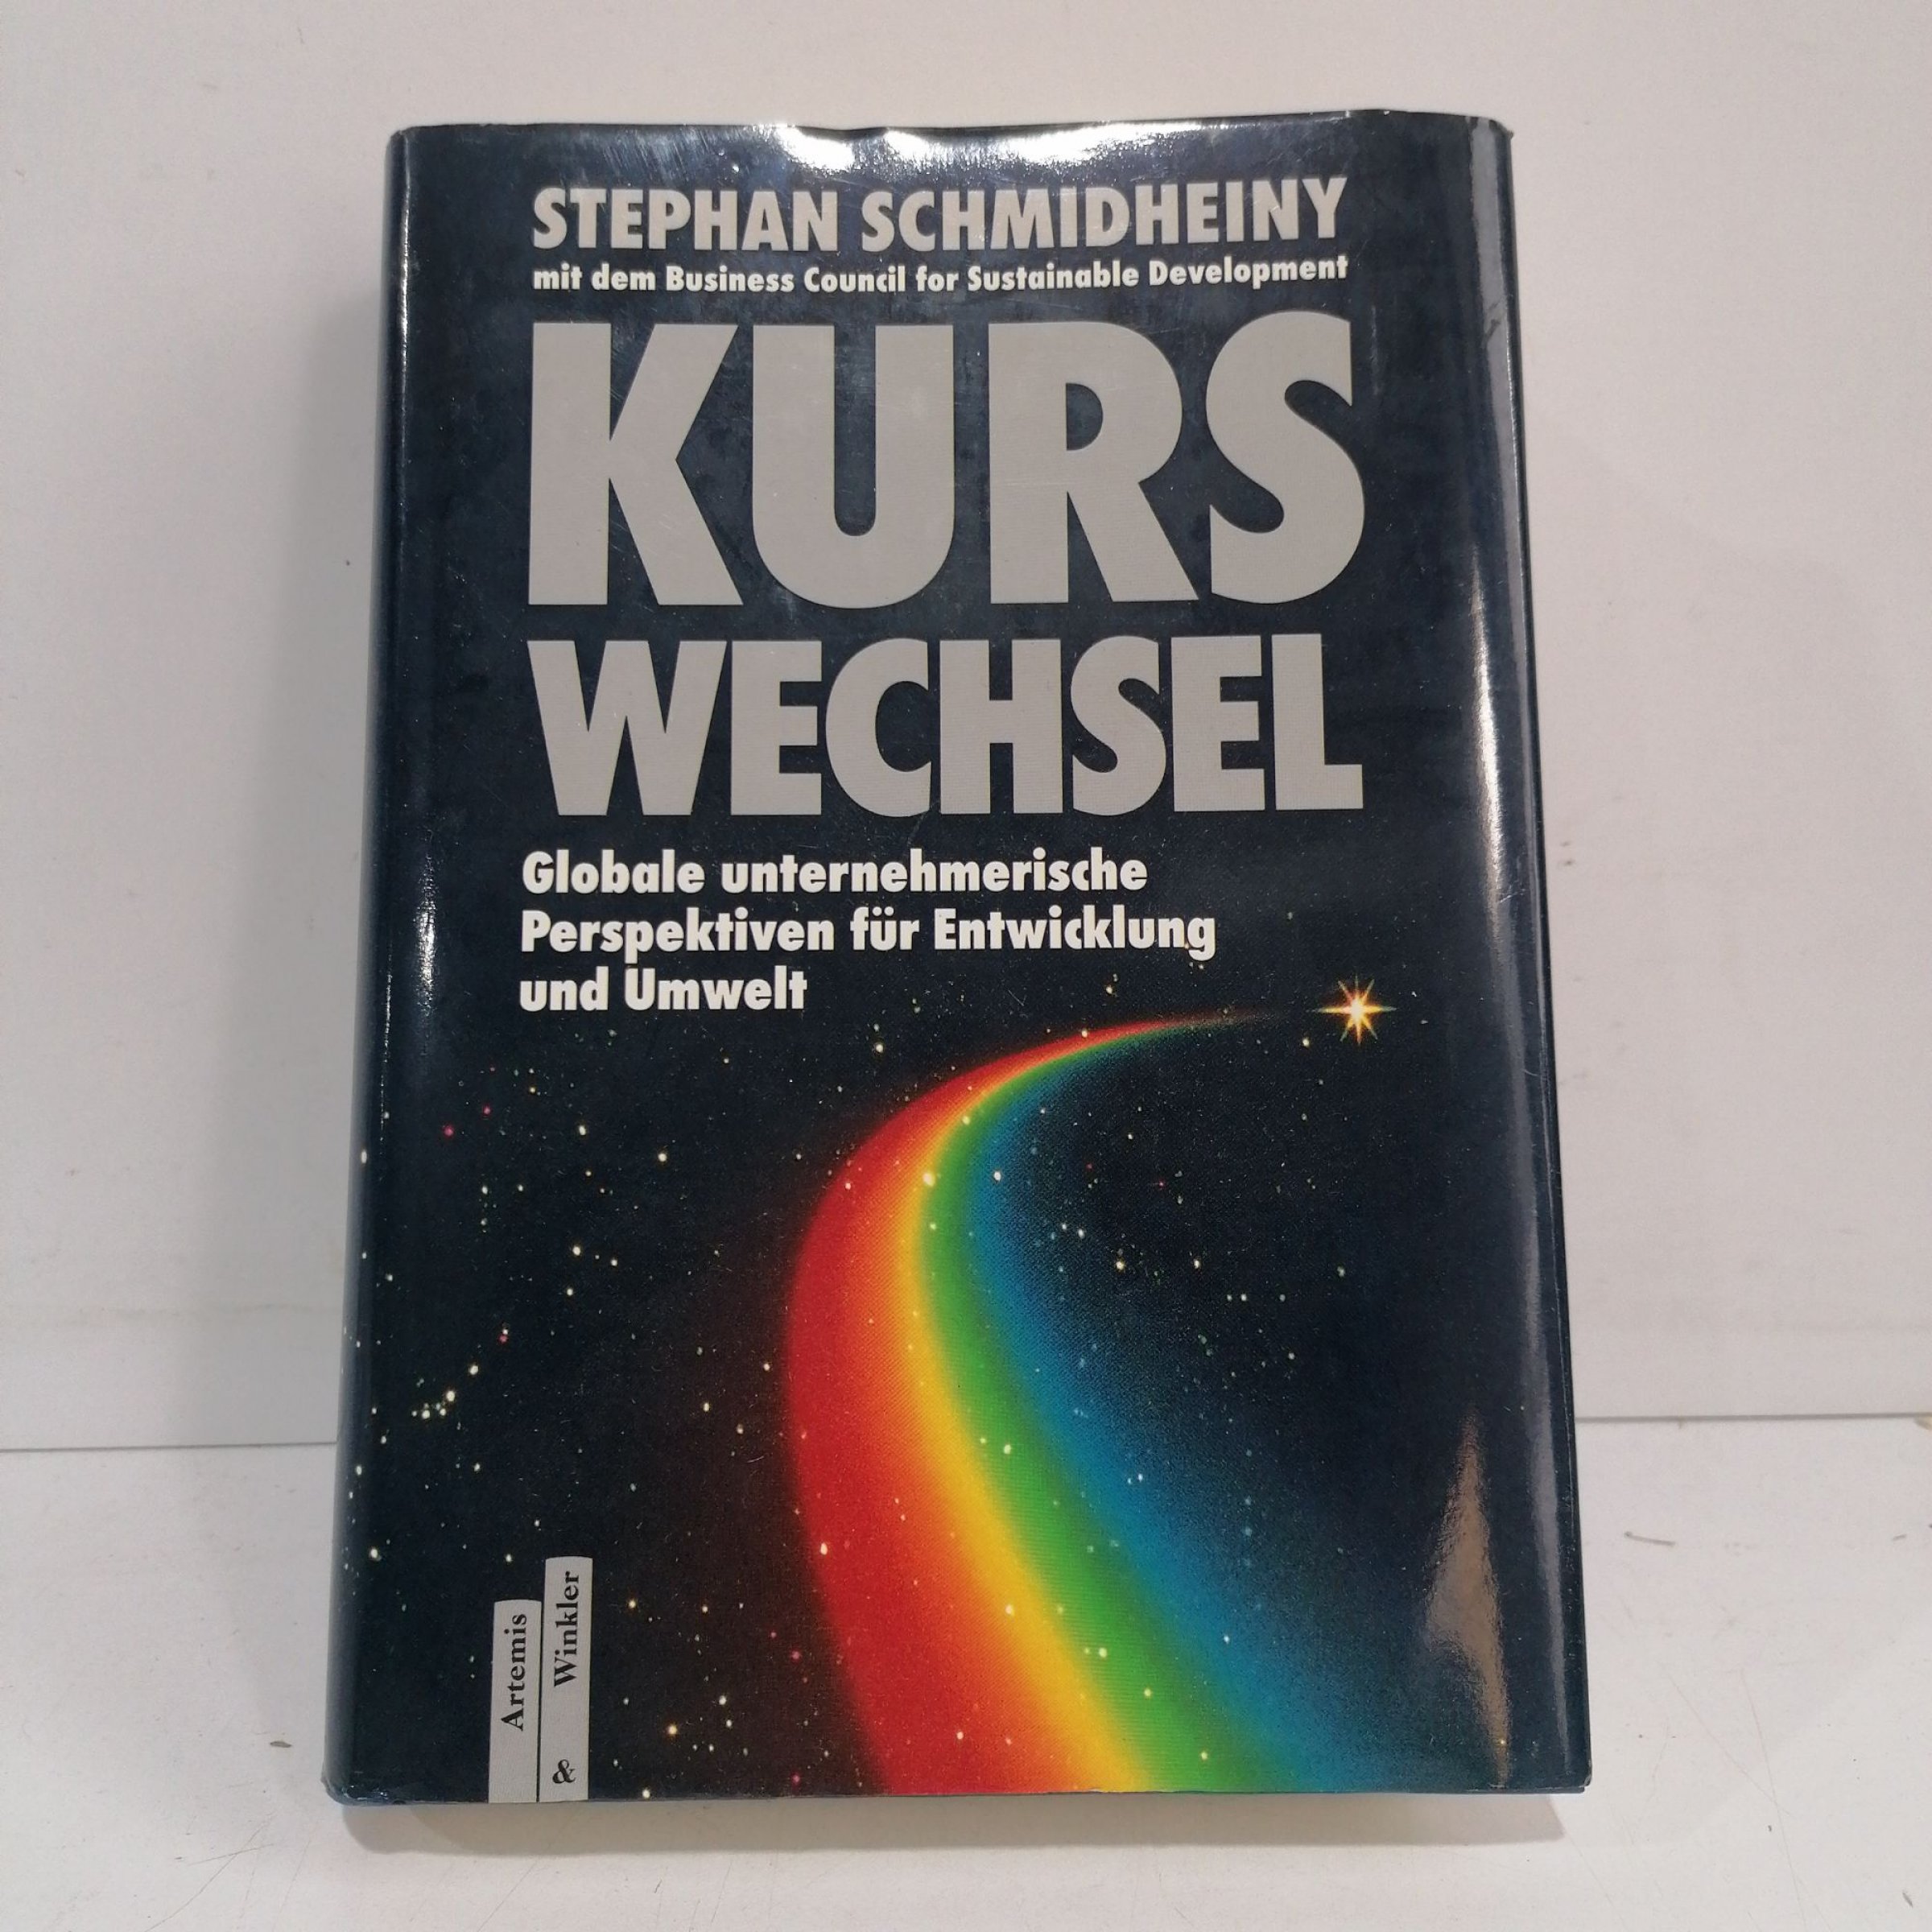 STEPHAN SCHMIDHEINY
mit dem Business Council for Sustainable Development
KURS
WECHSEL
Globale unternehmerische
Perspektiven für Entwicklung
und Umwelt
Artemis
& Winkler